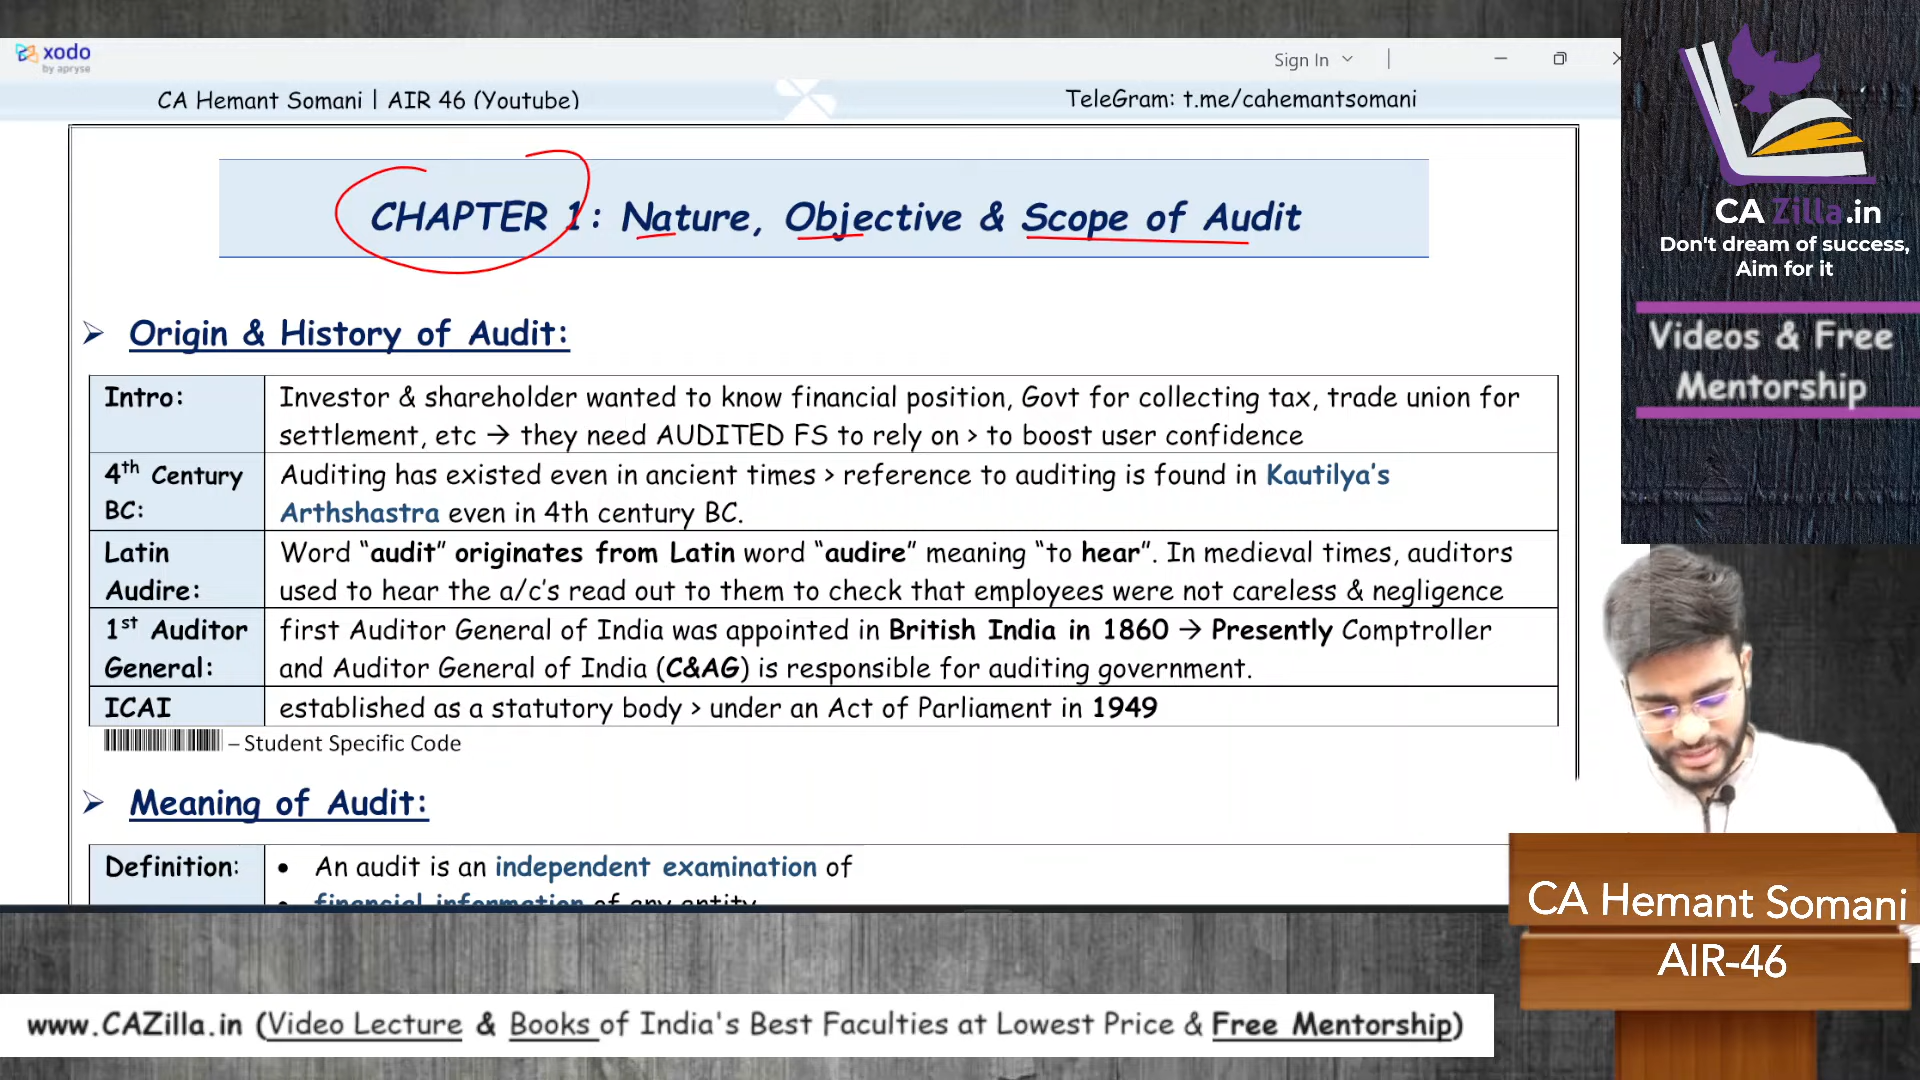 xodo
by apryse
Sign In
CA Hemant Somani | AIR 46 (Youtube)
TeleGram: t.me/cahemantsomani
CHAPTER 1: Nature, Objective & Scope of Audit
➢ Origin & History of Audit:
Intro:
Investor & shareholder wanted to know financial position, Govt for collecting tax, trade union for
settlement, etc → they need AUDITED FS to rely on > to boost user confidence
4th Century
BC:
Auditing has existed even in ancient times > reference to auditing is found in Kautilya's
Arthshastra even in 4th century BC.
Latin
Audire:
Word “audit” originates from Latin word “audire” meaning “to hear”. In medieval times, auditors
used to hear the a/c's read out to them to check that employees were not careless & negligence
1st Auditor
General:
first Auditor General of India was appointed in British India in 1860 → Presently Comptroller
and Auditor General of India (C&AG) is responsible for auditing government.
ICAI
established as a statutory body > under an Act of Parliament in 1949
– Student Specific Code
➢ Meaning of Audit:
Definition:
• An audit is an independent examination of
• financial information of any entity
CA Zilla.in
Don't dream of success,
Aim for it
Videos & Free
Mentorship
CA Hemant Somani
AIR-46
www.CAZilla.in (Video Lecture & Books of India's Best Faculties at Lowest Price & Free Mentorship)